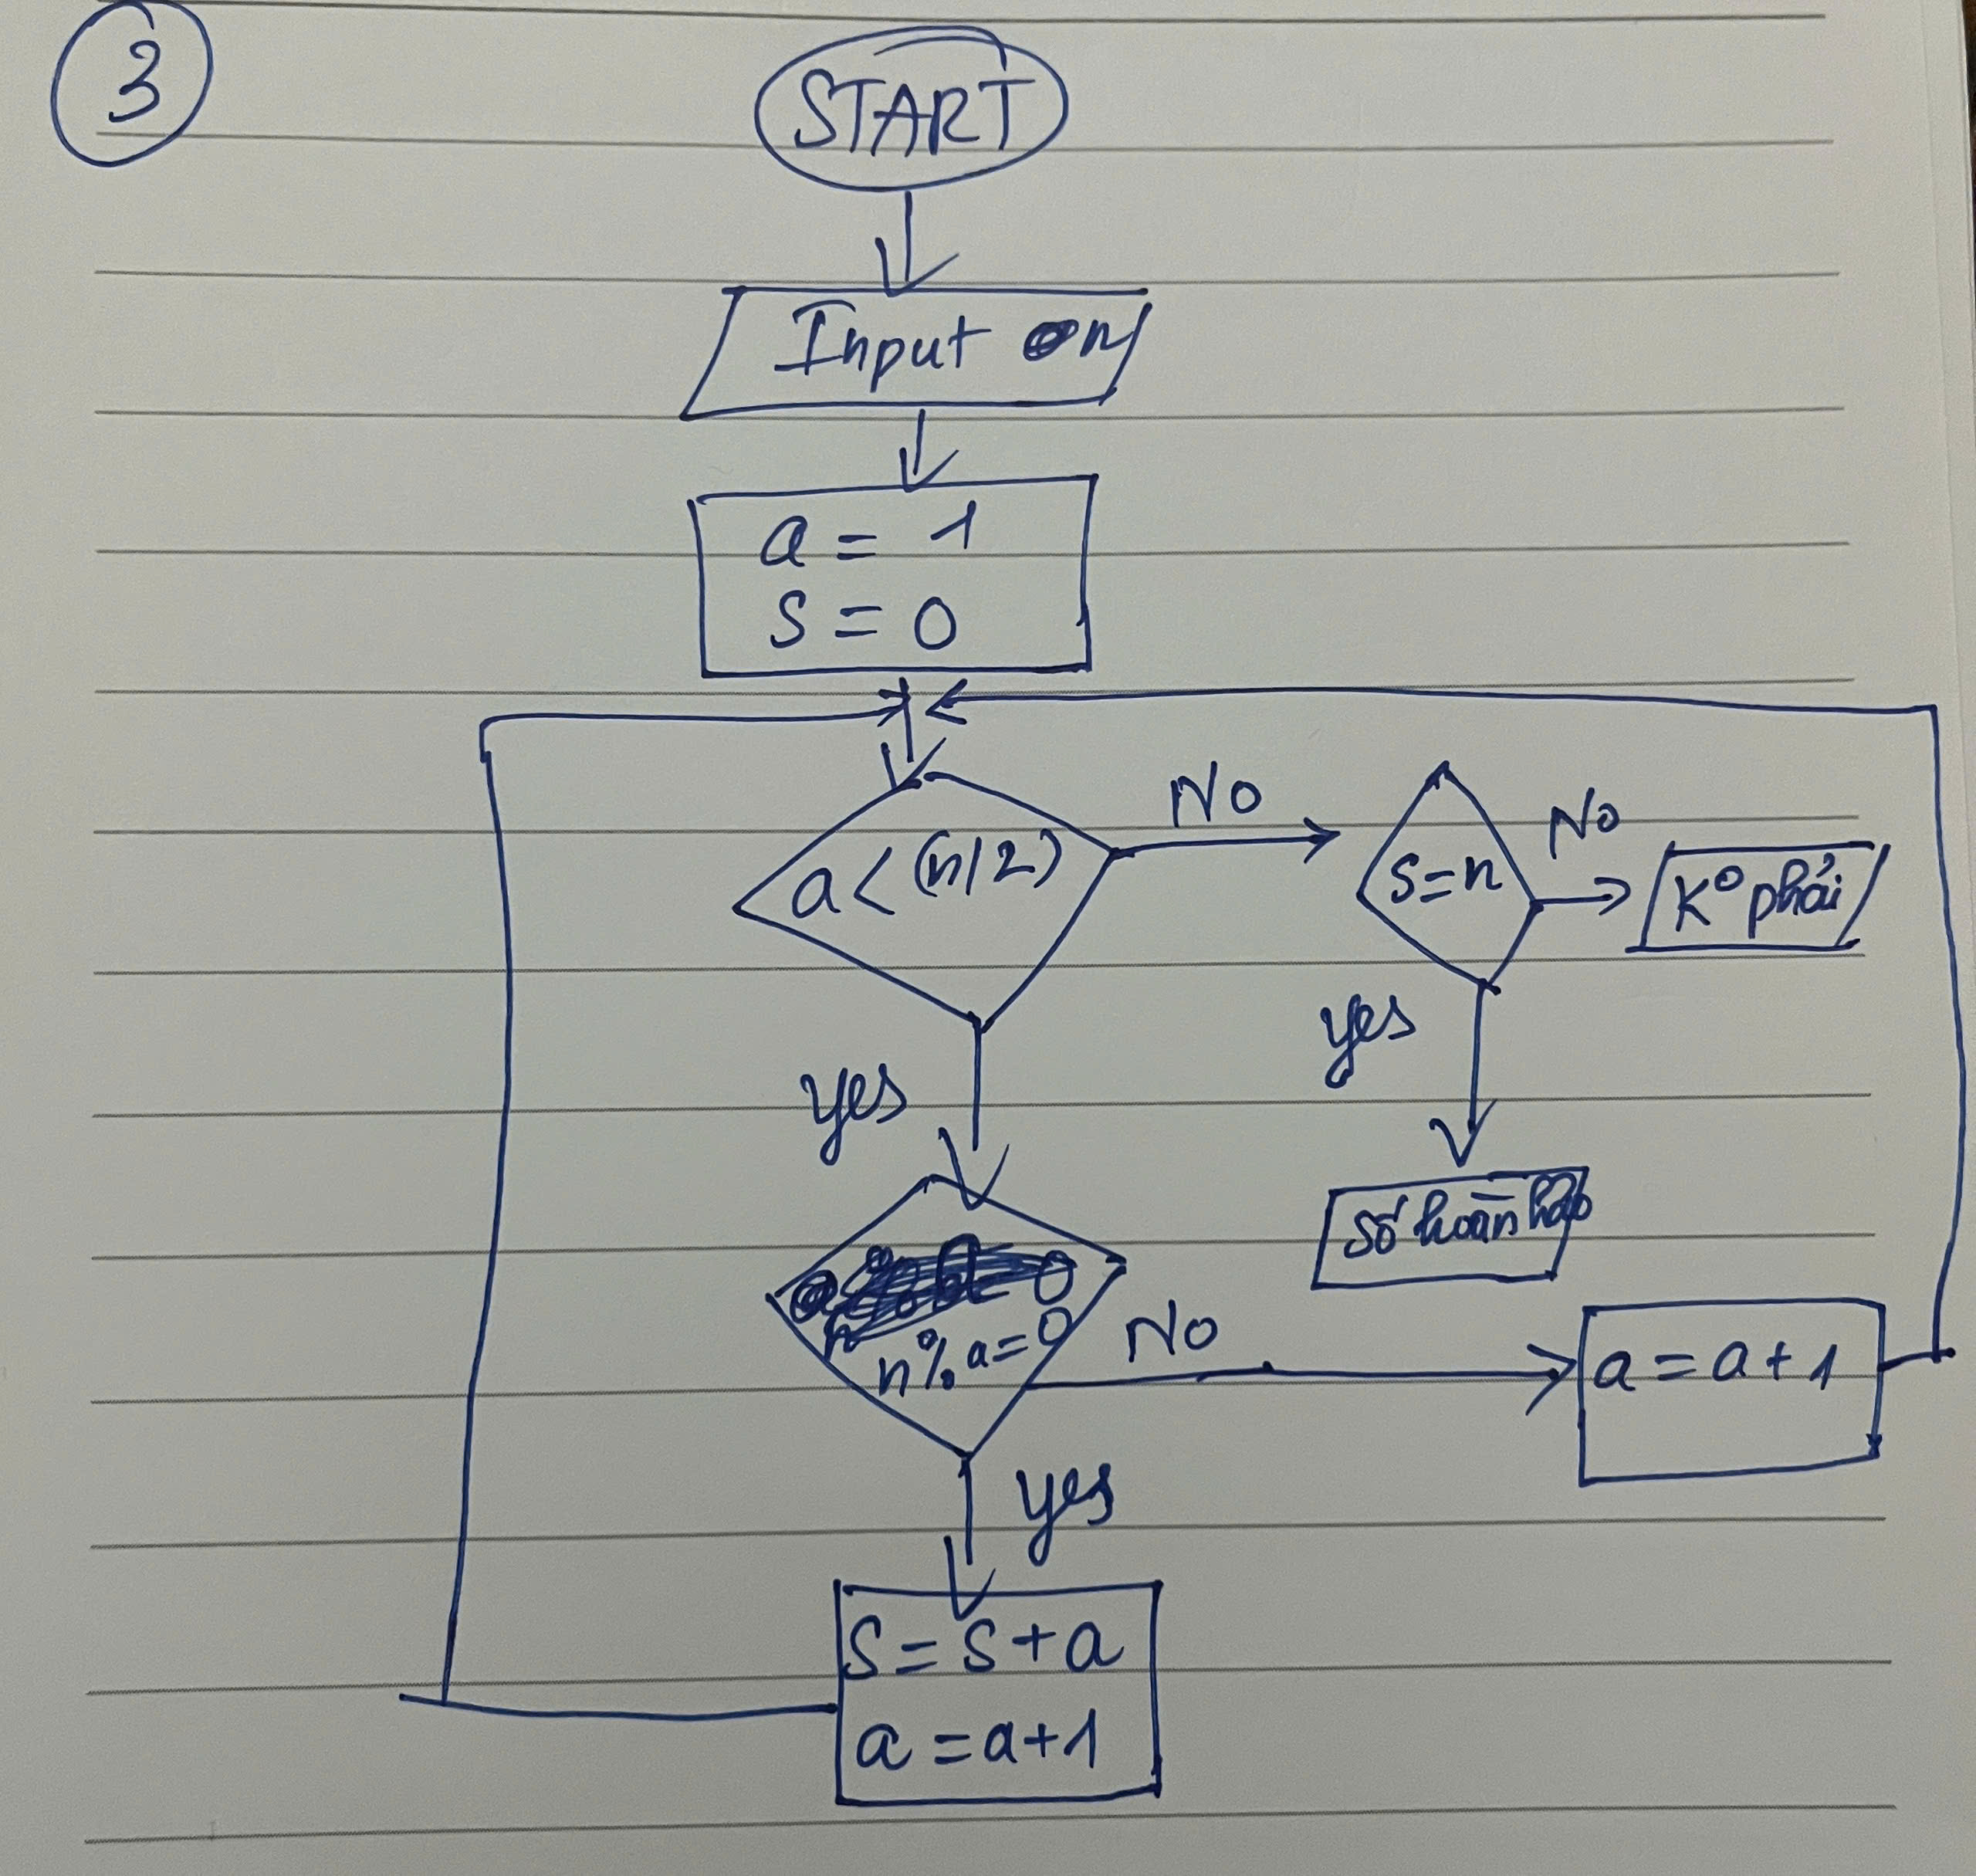 3
START
Input n
a = 1
S = 0
a < (n/2)
No
S=n
No
K° phải
yes
yes
Số hoàn hảo
n%a=0
No
a = a + 1
yes
S = S + a
a = a+1